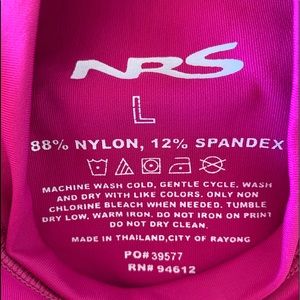 NRS
L
88% NYLON, 12% SPANDEX
MACHINE WASH COLD, GENTLE CYCLE. WASH
AND DRY WITH LIKE COLORS. ONLY NON
CHLORINE BLEACH WHEN NEEDED. TUMBLE
DRY LOW. WARM IRON. DO NOT IRON ON PRINT
DO NOT DRY CLEAN.
MADE IN THAILAND,CITY OF RAYONG
PO# 39577
RN# 94612